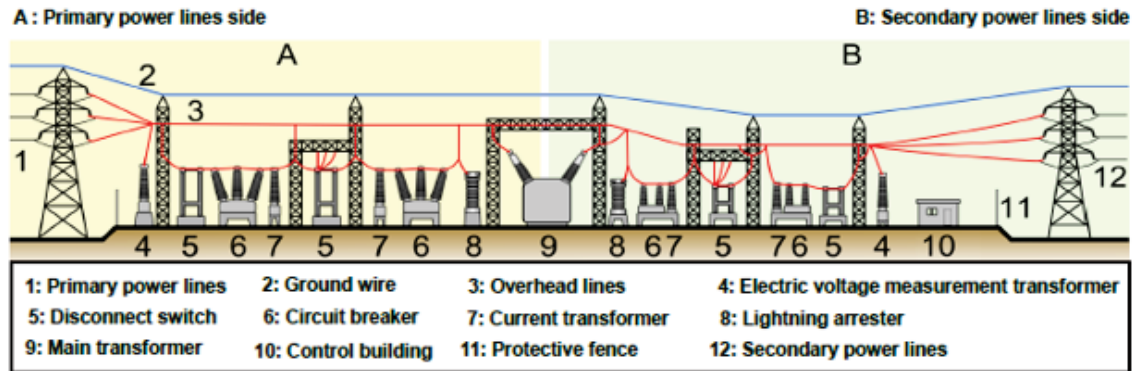 A : Primary power lines side B: Secondary power lines side
A B
2
3
1 12
11
4 5 6 7 5 7 6 8 9 8 6 7 5 7 6 5 4 10
1: Primary power lines 2: Ground wire 3: Overhead lines 4: Electric voltage measurement transformer
5: Disconnect switch 6: Circuit breaker 7: Current transformer 8: Lightning arrester
9: Main transformer 10: Control building 11: Protective fence 12: Secondary power lines